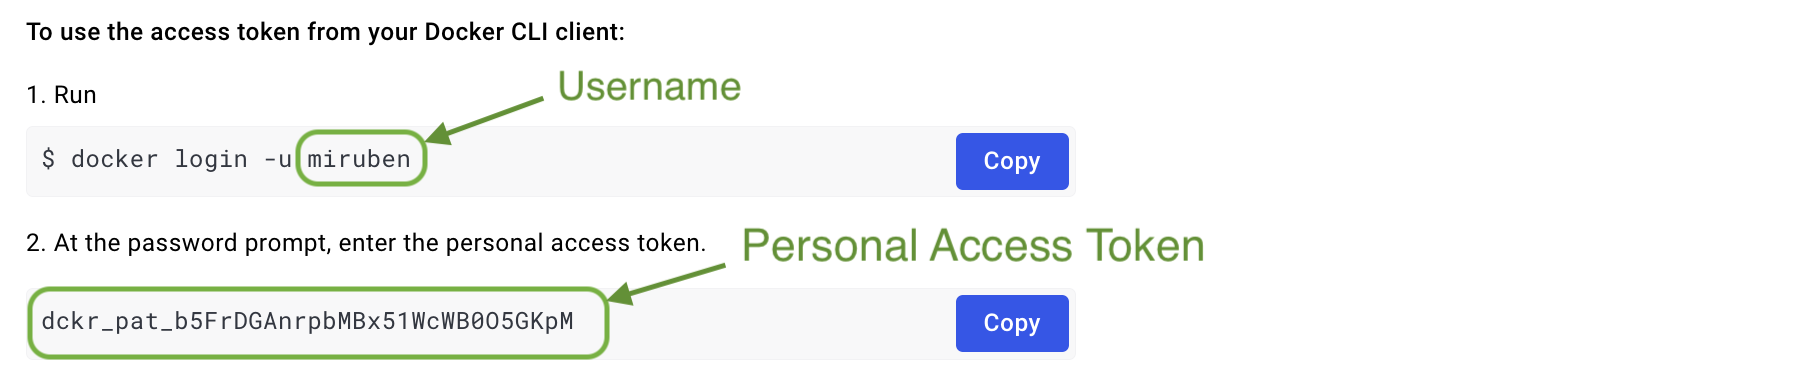 To use the access token from your Docker CLI client:
Username
1. Run
$ docker login -u miruben
Copy
2. At the password prompt, enter the personal access token.
Personal Access Token
dckr_pat_b5FrDGAnrpbMBx51WcWB0O5GKpM
Copy